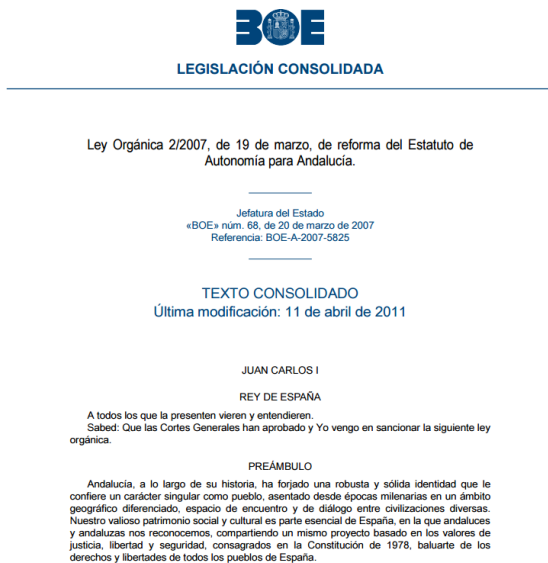 BOE
LEGISLACIÓN CONSOLIDADA
Ley Orgánica 2/2007, de 19 de marzo, de reforma del Estatuto de
Autonomía para Andalucía.
Jefatura del Estado
«BOE» núm. 68, de 20 de marzo de 2007
Referencia: BOE-A-2007-5825
TEXTO CONSOLIDADO
Última modificación: 11 de abril de 2011
JUAN CARLOS I
REY DE ESPAÑA
A todos los que la presenten vieren y entendieren.
Sabed: Que las Cortes Generales han aprobado y Yo vengo en sancionar la siguiente ley
orgánica.
PREÁMBULO
Andalucía, a lo largo de su historia, ha forjado una robusta y sólida identidad que le
confiere un carácter singular como pueblo, asentado desde épocas milenarias en un ámbito
geográfico diferenciado, espacio de encuentro y de diálogo entre civilizaciones diversas.
Nuestro valioso patrimonio social y cultural es parte esencial de España, en la que andaluces
y andaluzas nos reconocemos, compartiendo un mismo proyecto basado en los valores de
justicia, libertad y seguridad, consagrados en la Constitución de 1978, baluarte de los
derechos y libertades de todos los pueblos de España.